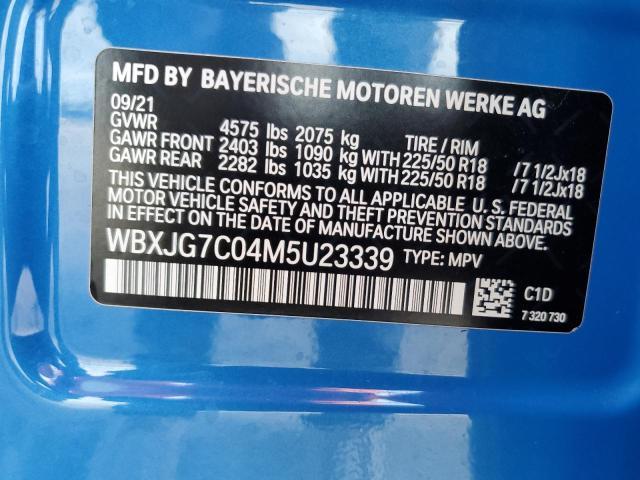 MFD BY BAYERISCHE MOTOREN WERKE AG
09/21
GVWR 4575 lbs 2075 kg TIRE / RIM
GAWR FRONT 2403 lbs 1090 kg WITH 225/50 R18 /7 1/2Jx18
GAWR REAR 2282 lbs 1035 kg WITH 225/50 R18 /7 1/2Jx18
THIS VEHICLE CONFORMS TO ALL APPLICABLE U.S. FEDERAL
MOTOR VEHICLE SAFETY AND THEFT PREVENTION STANDARDS
IN EFFECT ON THE DATE OF MANUFACTURE SHOWN ABOVE.
WBXJG7C04M5U23339 TYPE: MPV
C1D
7 320 730